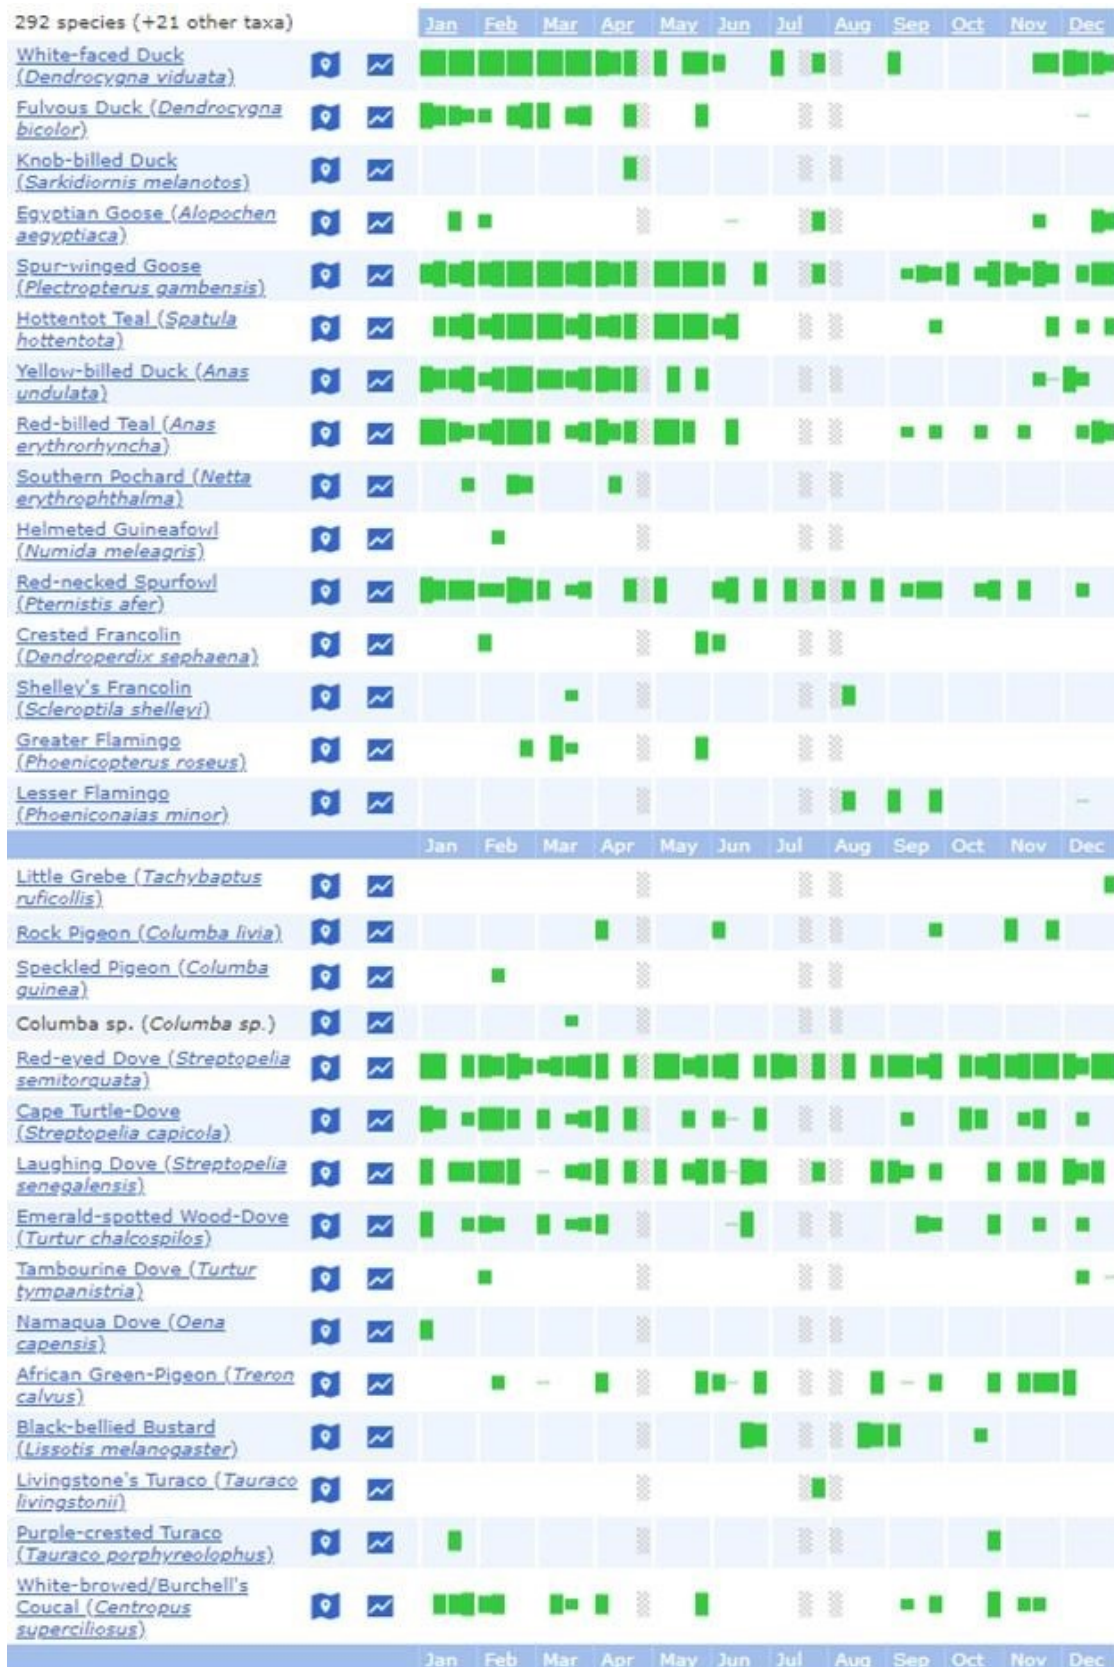 292 species (+21 other taxa) Jan Feb Mar Apr May Jun Jul Aug Sep Oct Nov Dec
White-faced Duck
(Dendrocygna viduata)
Fulvous Duck (Dendrocygna
bicolor)
Knob-billed Duck
(Sarkidiornis melanotos)
Egyptian Goose (Alopochen
aegyptiaca)
Spur-winged Goose
(Plectropterus gambensis)
Hottentot Teal (Spatula
hottentota)
Yellow-billed Duck (Anas
undulata)
Red-billed Teal (Anas
erythrorhyncha)
Southern Pochard (Netta
erythrophthalma)
Helmeted Guineafowl
(Numida meleagris)
Red-necked Spurfowl
(Pternistis afer)
Crested Francolin
(Dendroperdix sephaena)
Shelley's Francolin
(Scleroptila shelleyi)
Greater Flamingo
(Phoenicopterus roseus)
Lesser Flamingo
(Phoeniconaias minor)
Jan Feb Mar Apr May Jun Jul Aug Sep Oct Nov Dec
Little Grebe (Tachybaptus
ruficollis)
Rock Pigeon (Columba livia)
Speckled Pigeon (Columba
guinea)
Columba sp. (Columba sp.)
Red-eyed Dove (Streptopelia
semitorquata)
Cape Turtle-Dove
(Streptopelia capicola)
Laughing Dove (Streptopelia
senegalensis)
Emerald-spotted Wood-Dove
(Turtur chalcospilos)
Tambourine Dove (Turtur
tympanistria)
Namaqua Dove (Oena
capensis)
African Green-Pigeon (Treron
calvus)
Black-bellied Bustard
(Lissotis melanogaster)
Livingstone's Turaco (Tauraco
livingstonii)
Purple-crested Turaco
(Tauraco porphyreolophus)
White-browed/Burchell's
Coucal (Centropus
superciliosus)
Jan Feb Mar Apr May Jun Jul Aug Sep Oct Nov Dec